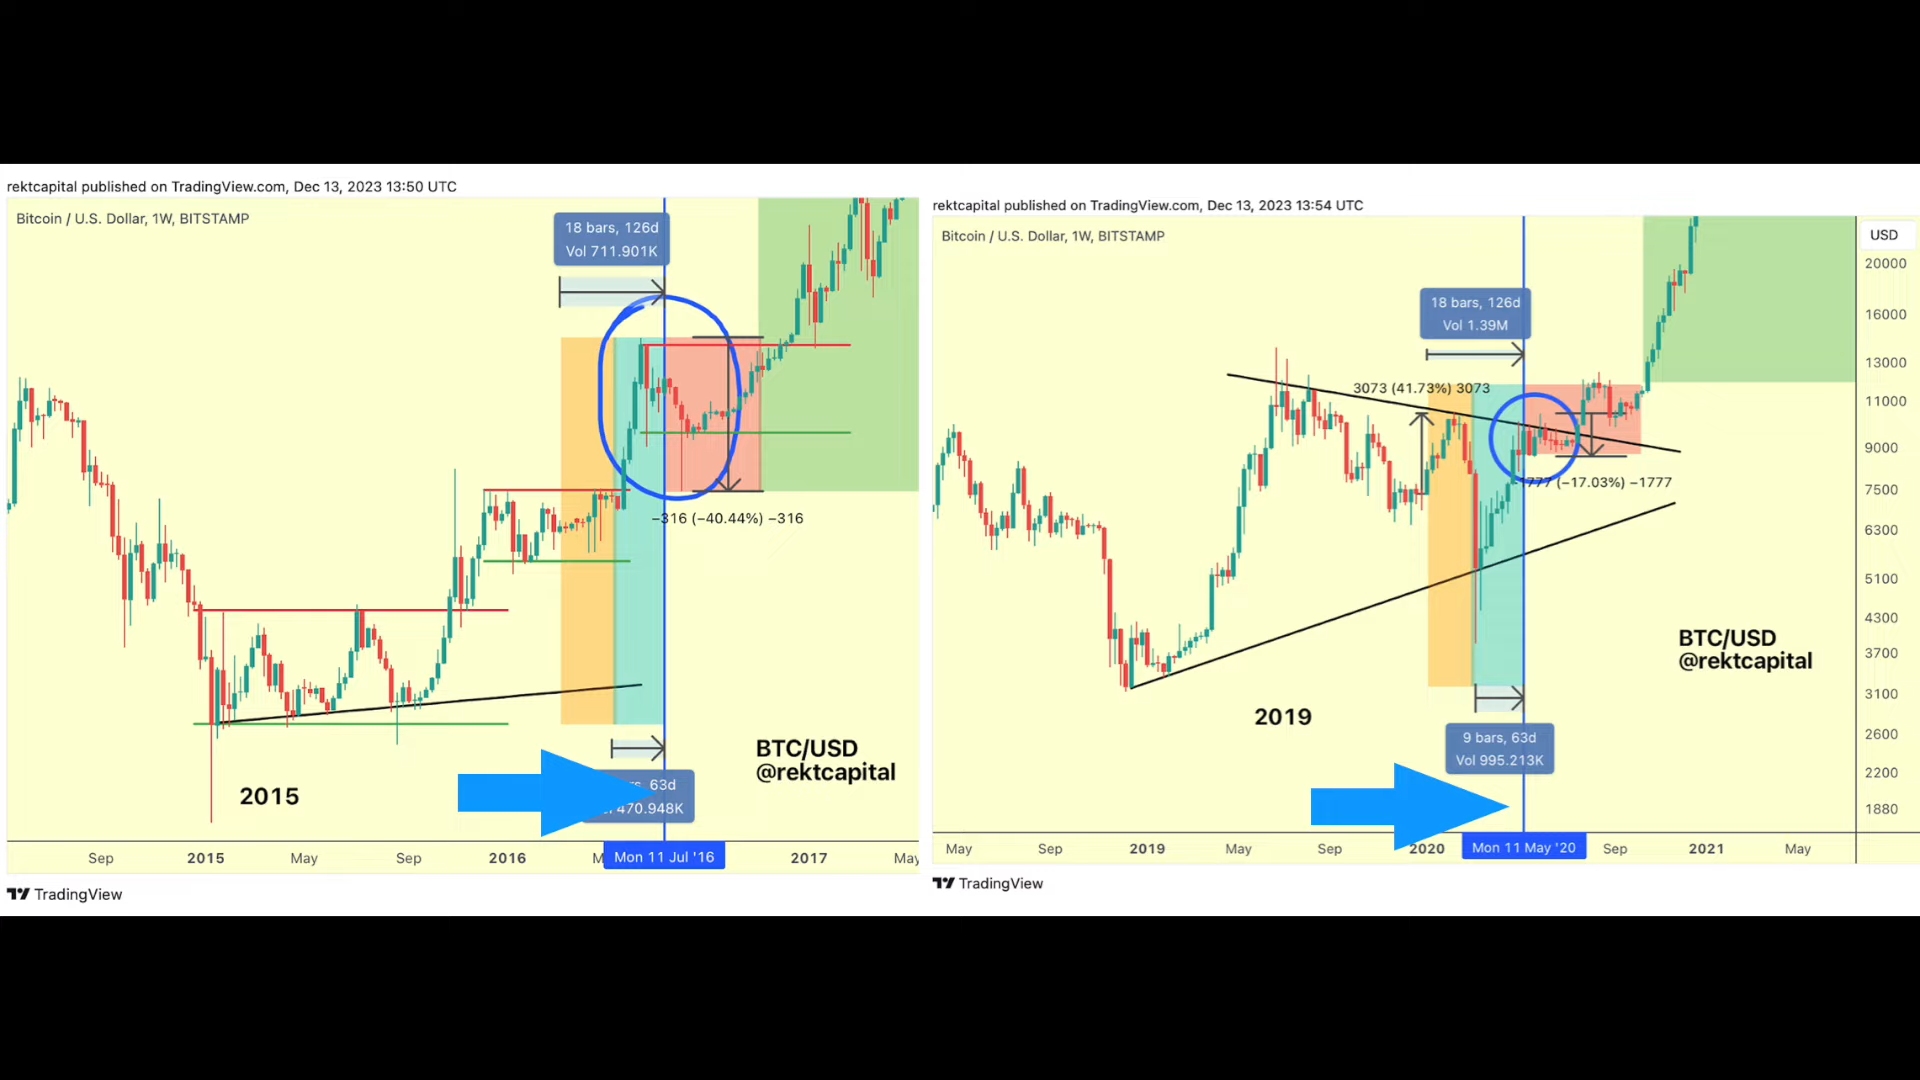 rektcapital published on TradingView.com, Dec 13, 2023 13:50 UTC
Bitcoin / U.S. Dollar, 1W, BITSTAMP
18 bars, 126d
Vol 711.901K
−316 (−40.44%) −316
2015
BTC/USD
@rektcapital
63d
470.948K
Sep
2015
May
Sep
2016
Mon 11 Jul '16
2017
May
TradingView
rektcapital published on TradingView.com, Dec 13, 2023 13:54 UTC
Bitcoin / U.S. Dollar, 1W, BITSTAMP
USD
20000
16000
13000
11000
9000
7500
6300
5100
4300
3700
3100
2600
2200
1880
18 bars, 126d
Vol 1.39M
3073 (41.73%) 3073
(−17.03%) −1777
BTC/USD
@rektcapital
2019
9 bars, 63d
Vol 995.213K
May
Sep
2019
May
Sep
2020
Mon 11 May '20
Sep
2021
May
TradingView